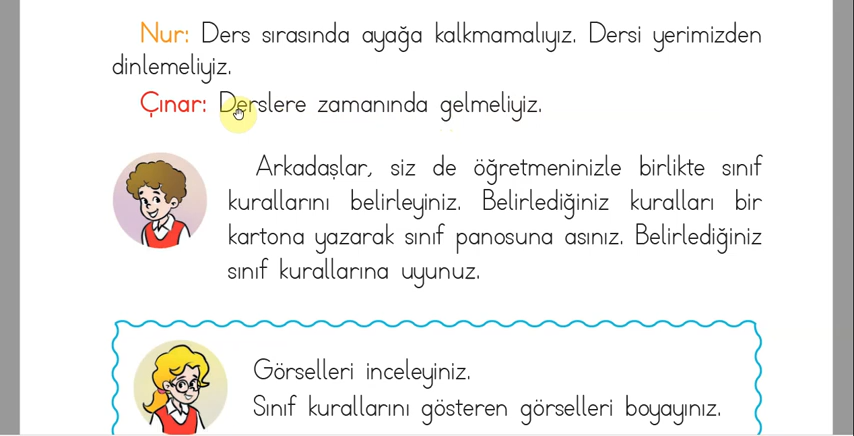 Nur: Ders sırasında ayağa kalkmamalıyız. Dersi yerimizden
dinlemeliyiz.
Çınar: Derslere zamanında gelmeliyiz.
Arkadaşlar, siz de öğretmeninizle birlikte sınıf
kurallarını belirleyiniz. Belirlediğiniz kuralları bir
kartona yazarak sınıf panosuna asınız. Belirlediğiniz
sınıf kurallarına uyunuz.
Görselleri inceleyiniz.
Sınıf kurallarını gösteren görselleri boyayınız.